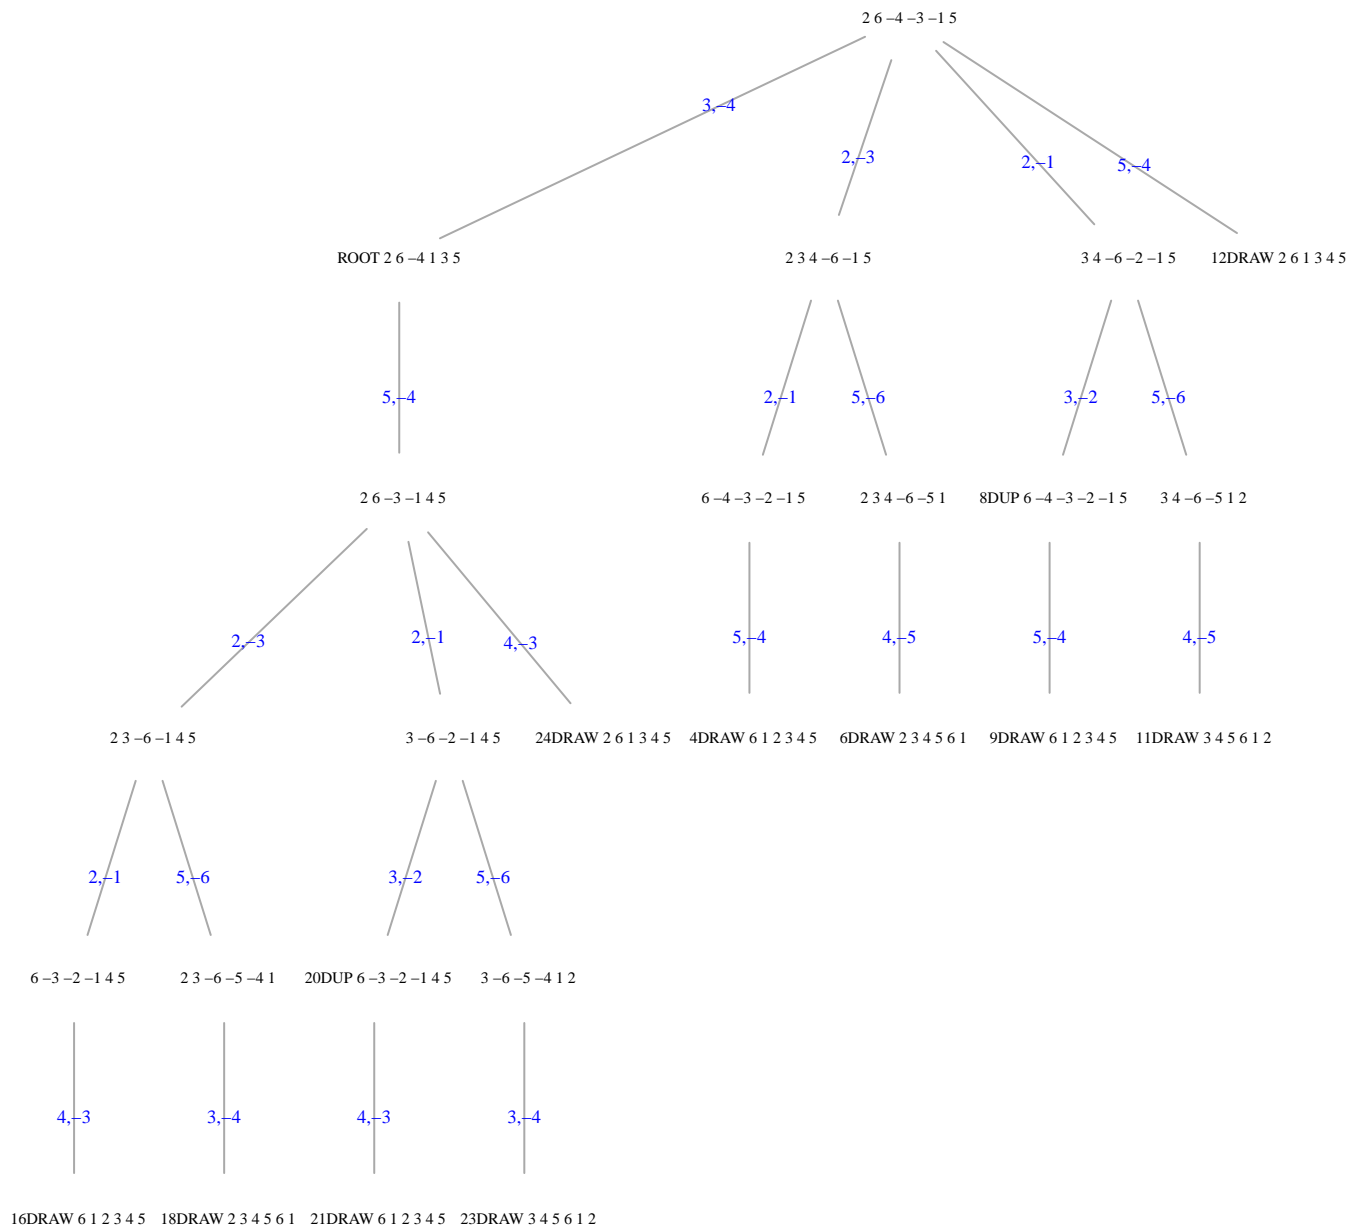 2 6 −4 −3 −1 5
3,−4
2,−3
2,−1
5,−4
ROOT 2 6 −4 1 3 5
2 3 4 −6 −1 5
3 4 −6 −2 −1 5
12DRAW 2 6 1 3 4 5
5,−4
2,−1
5,−6
3,−2
5,−6
2 6 −3 −1 4 5
6 −4 −3 −2 −1 5
2 3 4 −6 −5 1
8DUP 6 −4 −3 −2 −1 5
3 4 −6 −5 1 2
2,−3
2,−1
4,−3
5,−4
4,−5
5,−4
4,−5
2 3 −6 −1 4 5
3 −6 −2 −1 4 5
24DRAW 2 6 1 3 4 5
4DRAW 6 1 2 3 4 5
6DRAW 2 3 4 5 6 1
9DRAW 6 1 2 3 4 5
11DRAW 3 4 5 6 1 2
2,−1
5,−6
3,−2
5,−6
6 −3 −2 −1 4 5
2 3 −6 −5 −4 1
20DUP 6 −3 −2 −1 4 5
3 −6 −5 −4 1 2
4,−3
3,−4
4,−3
3,−4
16DRAW 6 1 2 3 4 5
18DRAW 2 3 4 5 6 1
21DRAW 6 1 2 3 4 5
23DRAW 3 4 5 6 1 2